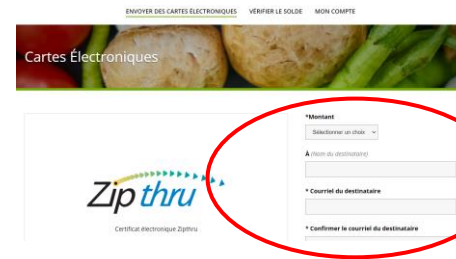 ENVOYER DES CARTES ÉLECTRONIQUES VÉRIFIER LE SOLDE MON COMPTE
Cartes Électroniques
Zip thru
Certificat électronique Zipthru
*Montant
Sélectionner un choix
À (Nom du destinataire)
* Courriel du destinataire
* Confirmer le courriel du destinataire